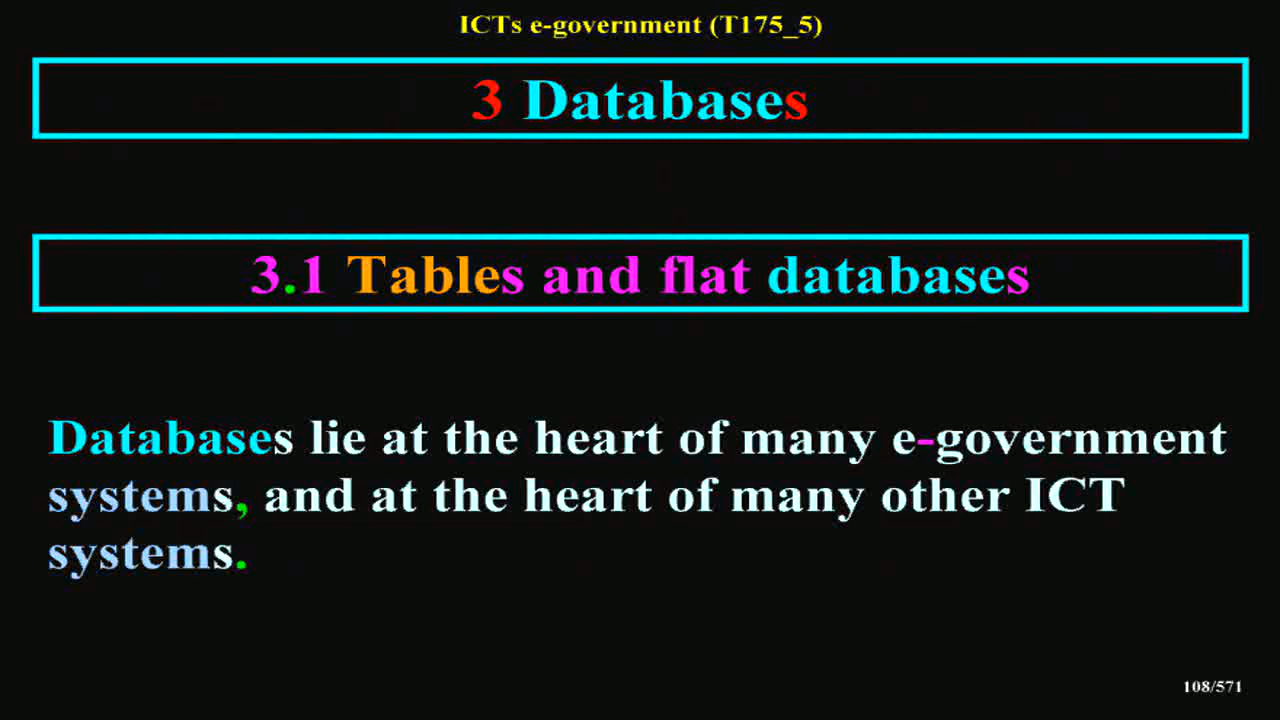 ICTs e-government (T175_5)
3 Databases
3.1 Tables and flat databases
Databases lie at the heart of many e-government
systems, and at the heart of many other ICT
systems.
108/571